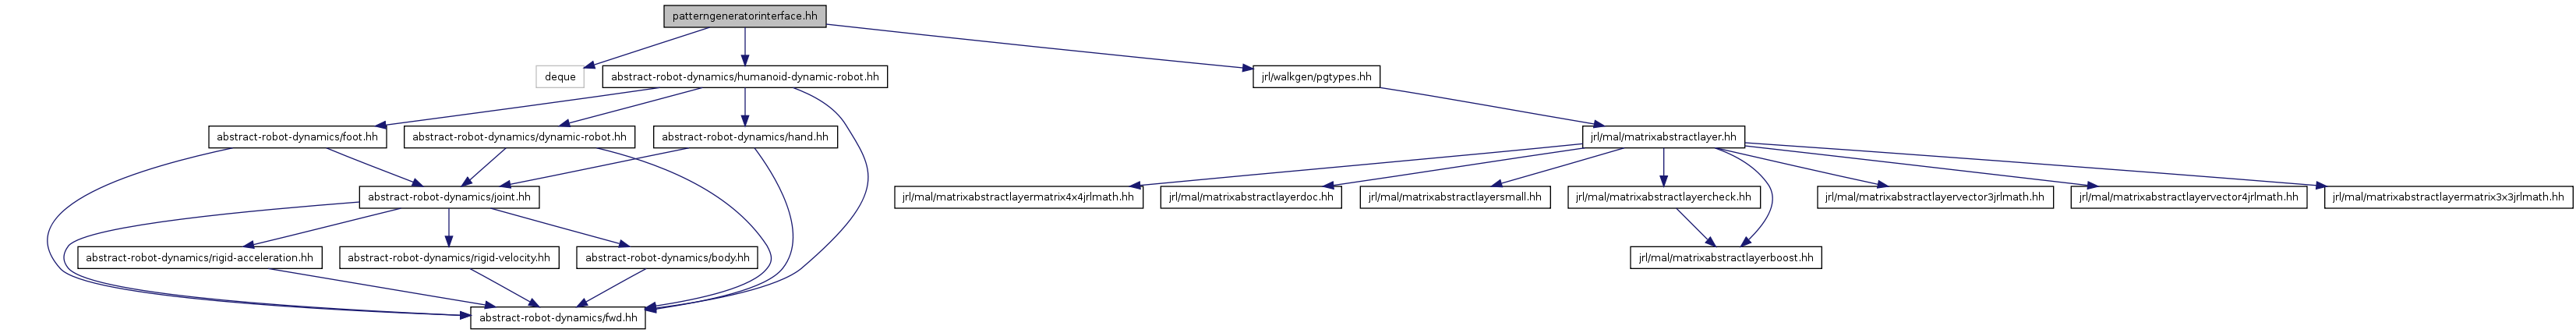 patterngeneratorinterface.hh
deque
abstract-robot-dynamics/humanoid-dynamic-robot.hh
jrl/walkgen/pgtypes.hh
abstract-robot-dynamics/foot.hh
abstract-robot-dynamics/dynamic-robot.hh
abstract-robot-dynamics/hand.hh
jrl/mal/matrixabstractlayer.hh
abstract-robot-dynamics/joint.hh
jrl/mal/matrixabstractlayermatrix4x4jrlmath.hh
jrl/mal/matrixabstractlayerdoc.hh
jrl/mal/matrixabstractlayersmall.hh
jrl/mal/matrixabstractlayercheck.hh
jrl/mal/matrixabstractlayervector3jrlmath.hh
jrl/mal/matrixabstractlayervector4jrlmath.hh
jrl/mal/matrixabstractlayermatrix3x3jrlmath.hh
abstract-robot-dynamics/rigid-acceleration.hh
abstract-robot-dynamics/rigid-velocity.hh
abstract-robot-dynamics/body.hh
jrl/mal/matrixabstractlayerboost.hh
abstract-robot-dynamics/fwd.hh